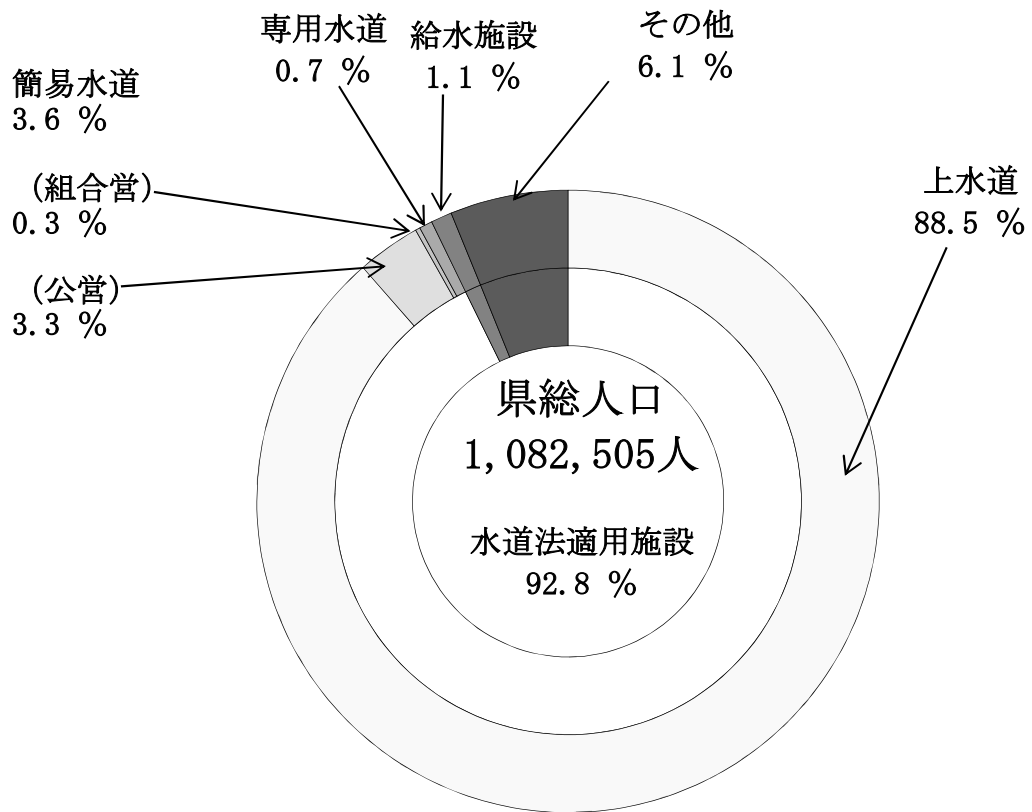 専用水道
0.7 %
給水施設
1.1 %
その他
6.1 %
簡易水道
3.6 %
(組合営)
0.3 %
(公営)
3.3 %
上水道
88.5 %
県総人口
1,082,505人
水道法適用施設
92.8 %